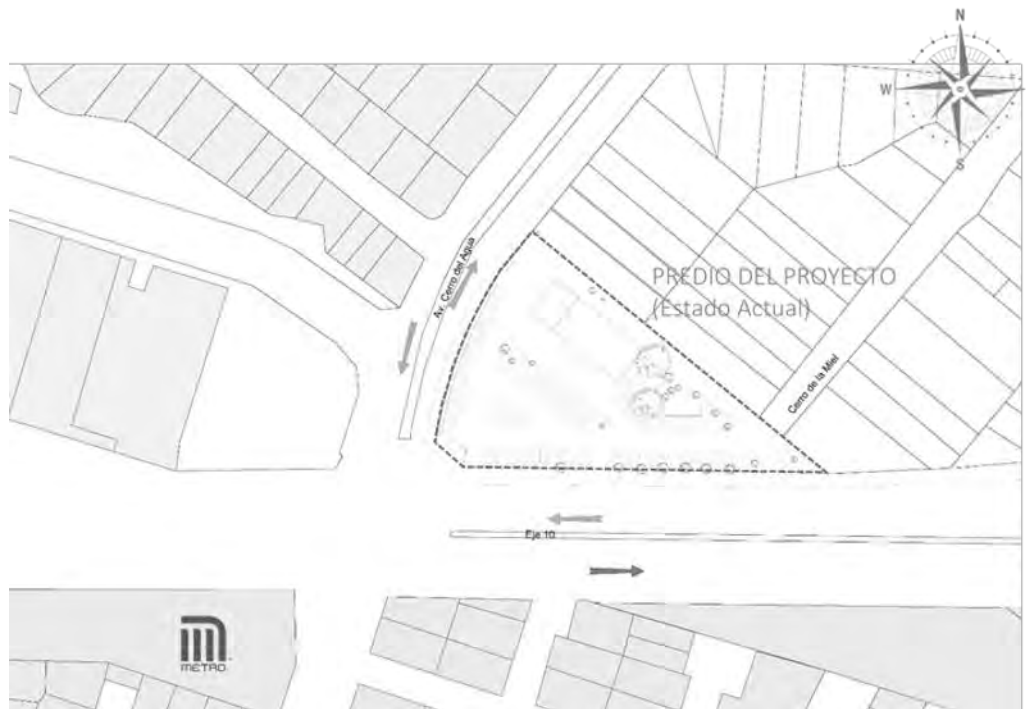 N
W
S
Av. Cerro del Agua
PREDIO DEL PROYECTO
(Estado Actual)
Cerro de la Miel
Eje 10
METRO